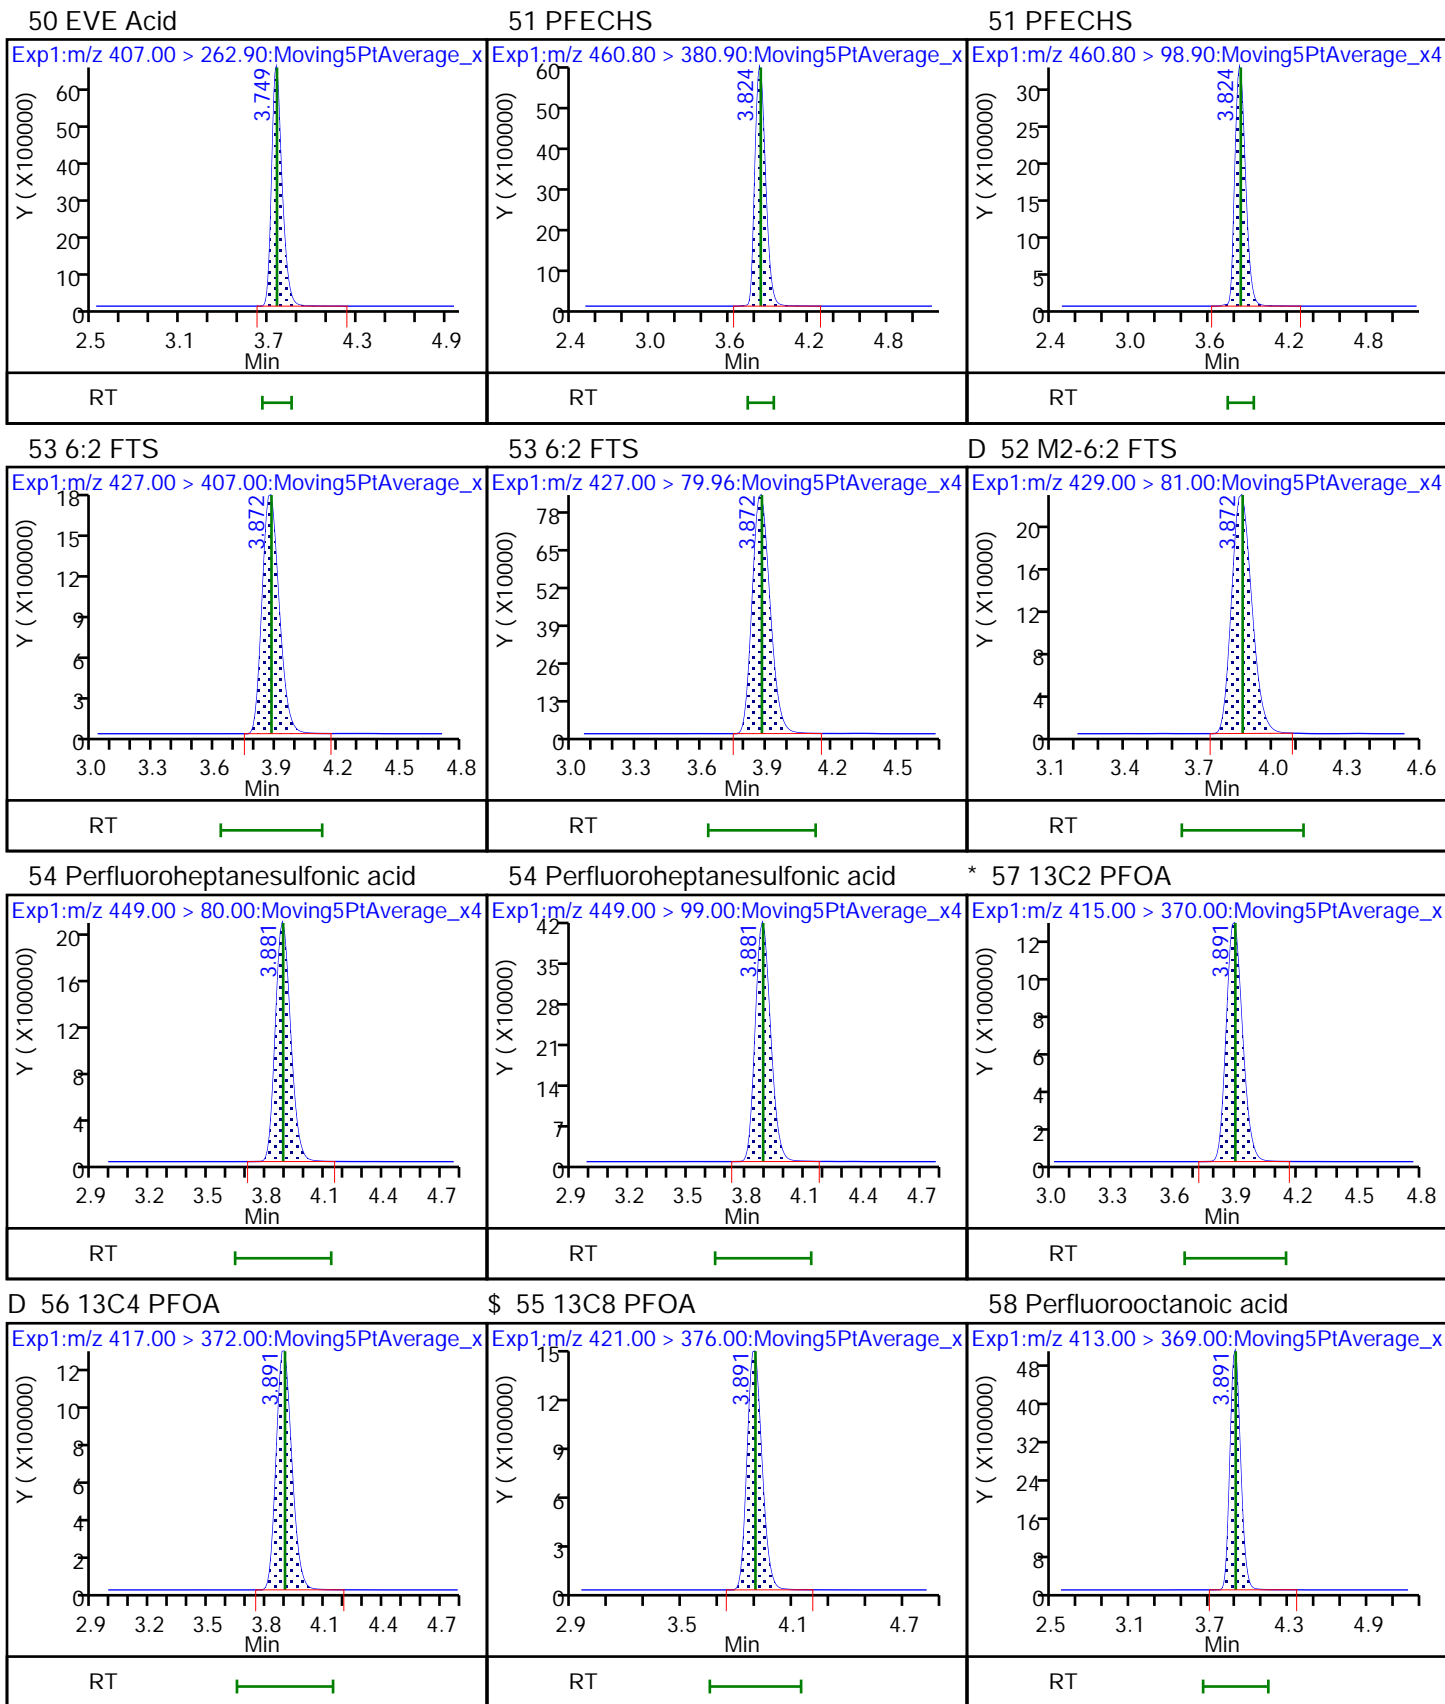 50 EVE Acid
Exp1:m/z 407.00 > 262.90:Moving5PtAverage_x
Y ( X100000)
60
50
40
30
20
10
0
3.749
2.5 3.1 3.7 4.3 4.9
Min
RT
51 PFECHS
Exp1:m/z 460.80 > 380.90:Moving5PtAverage_x
Y ( X100000)
60
50
40
30
20
10
0
3.824
2.4 3.0 3.6 4.2 4.8
Min
RT
51 PFECHS
Exp1:m/z 460.80 > 98.90:Moving5PtAverage_x4
Y ( X100000)
30
25
20
15
10
5
0
3.824
2.4 3.0 3.6 4.2 4.8
Min
RT
53 6:2 FTS
Exp1:m/z 427.00 > 407.00:Moving5PtAverage_x
Y ( X100000)
18
15
12
9
6
3
0
3.872
3.0 3.3 3.6 3.9 4.2 4.5 4.8
Min
RT
53 6:2 FTS
Exp1:m/z 427.00 > 79.96:Moving5PtAverage_x4
Y ( X10000)
78
65
52
39
26
13
0
3.872
3.0 3.3 3.6 3.9 4.2 4.5
Min
RT
D 52 M2-6:2 FTS
Exp1:m/z 429.00 > 81.00:Moving5PtAverage_x4
Y ( X10000)
20
16
12
8
4
0
3.872
3.1 3.4 3.7 4.0 4.3 4.6
Min
RT
54 Perfluoroheptanesulfonic acid
Exp1:m/z 449.00 > 80.00:Moving5PtAverage_x4
Y ( X100000)
20
16
12
8
4
0
3.881
2.9 3.2 3.5 3.8 4.1 4.4 4.7
Min
RT
54 Perfluoroheptanesulfonic acid
Exp1:m/z 449.00 > 99.00:Moving5PtAverage_x4
Y ( X10000)
42
35
28
21
14
7
0
3.881
2.9 3.2 3.5 3.8 4.1 4.4 4.7
Min
RT
* 57 13C2 PFOA
Exp1:m/z 415.00 > 370.00:Moving5PtAverage_x
Y ( X100000)
12
10
8
6
4
2
0
3.891
3.0 3.3 3.6 3.9 4.2 4.5 4.8
Min
RT
D 56 13C4 PFOA
Exp1:m/z 417.00 > 372.00:Moving5PtAverage_x
Y ( X100000)
12
10
8
6
4
2
0
3.891
2.9 3.2 3.5 3.8 4.1 4.4 4.7
Min
RT
$ 55 13C8 PFOA
Exp1:m/z 421.00 > 376.00:Moving5PtAverage_x
Y ( X100000)
15
12
9
6
3
0
3.891
2.9 3.5 4.1 4.7
Min
RT
58 Perfluorooctanoic acid
Exp1:m/z 413.00 > 369.00:Moving5PtAverage_x
Y ( X100000)
48
40
32
24
16
8
0
3.891
2.5 3.1 3.7 4.3 4.9
Min
RT